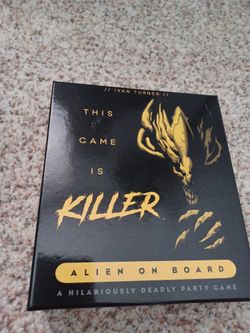 // IVAN TURNER //
THIS
GAME
IS
KILLER
ALIEN ON BOARD
A HILARIOUSLY DEADLY PARTY GAME